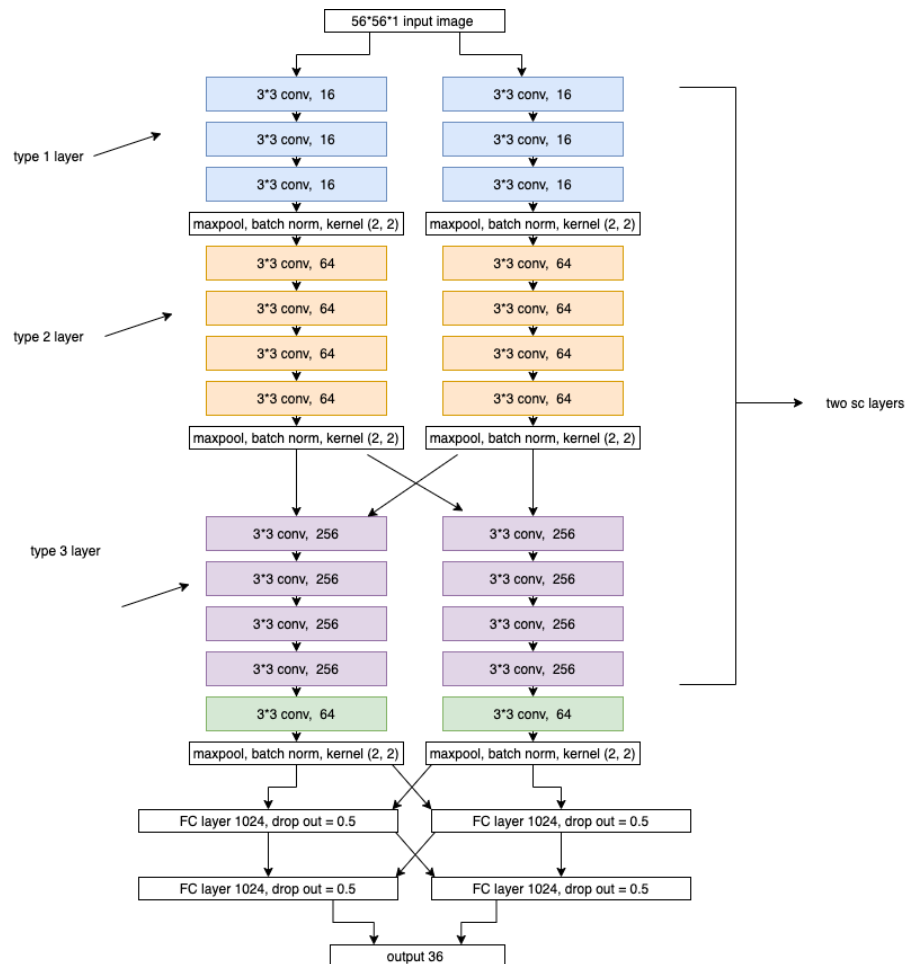 56*56*1 input image
3*3 conv,  16
3*3 conv,  16
type 1 layer
3*3 conv,  16
3*3 conv,  16
3*3 conv,  16
3*3 conv,  16
maxpool, batch norm, kernel (2, 2)
maxpool, batch norm, kernel (2, 2)
3*3 conv,  64
3*3 conv,  64
type 2 layer
3*3 conv,  64
3*3 conv,  64
3*3 conv,  64
3*3 conv,  64
3*3 conv,  64
3*3 conv,  64
two sc layers
maxpool, batch norm, kernel (2, 2)
maxpool, batch norm, kernel (2, 2)
3*3 conv,  256
3*3 conv,  256
type 3 layer
3*3 conv,  256
3*3 conv,  256
3*3 conv,  256
3*3 conv,  256
3*3 conv,  256
3*3 conv,  256
3*3 conv,  64
3*3 conv,  64
maxpool, batch norm, kernel (2, 2)
maxpool, batch norm, kernel (2, 2)
FC layer 1024, drop out = 0.5
FC layer 1024, drop out = 0.5
FC layer 1024, drop out = 0.5
FC layer 1024, drop out = 0.5
output 36